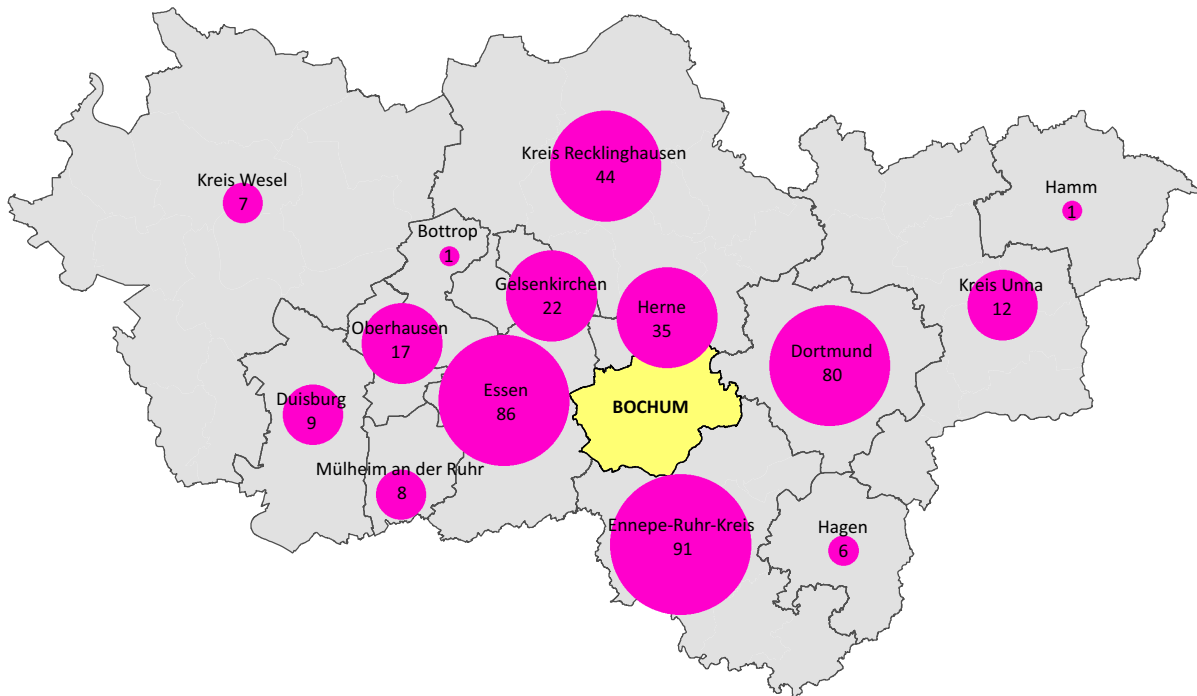 Kreis Recklinghausen
44
Kreis Wesel
7
Hamm
1
Bottrop
1
Gelsenkirchen
22
Kreis Unna
12
Herne
35
Oberhausen
17
Dortmund
80
Essen
86
Duisburg
9
BOCHUM
Mülheim an der Ruhr
8
Ennepe-Ruhr-Kreis
91
Hagen
6